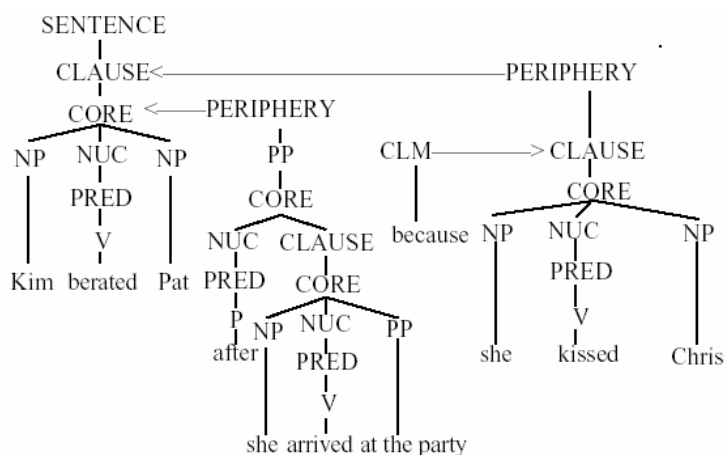 SENTENCE
CLAUSE PERIPHERY
CORE PERIPHERY
NP NUC NP PP CLM CLAUSE
PRED CORE CORE
V NUC CLAUSE because NP NUC NP
Kim berated Pat PRED CORE PRED
P NP NUC PP V
after she kissed Chris
PRED
V
she arrived at the party